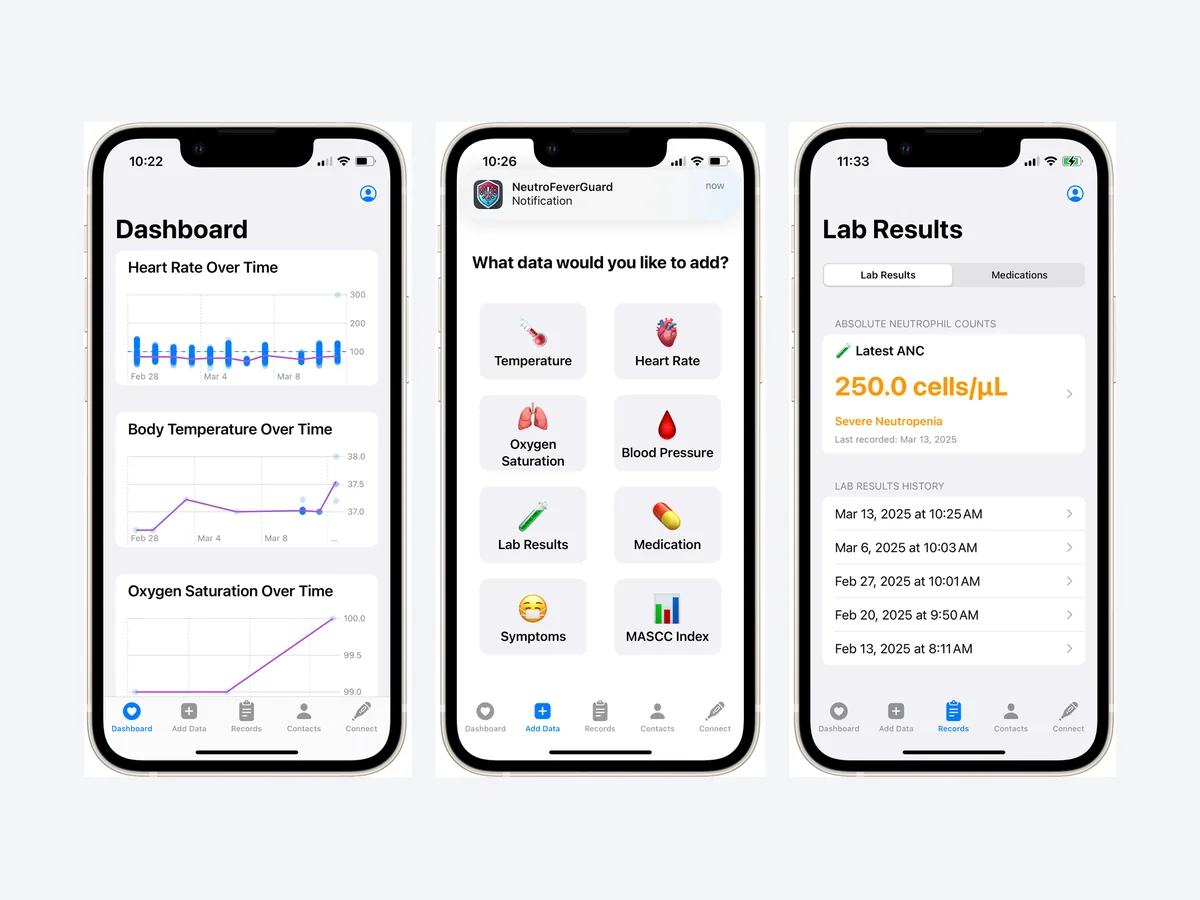 10:22
Dashboard
Heart Rate Over Time
300
200
100
Feb 28
Mar 4
Mar 8
Body Temperature Over Time
38.0
37.5
37.0
Feb 28
Mar 4
Mar 8
...
Oxygen Saturation Over Time
100.0
99.5
99.0
Dashboard
Add Data
Records
Contacts
Connect
10:26
NeutroFeverGuard
now
Notification
What data would you like to add?
Temperature
Heart Rate
Oxygen
Saturation
Blood Pressure
Lab Results
Medication
Symptoms
MASCC Index
Dashboard
Add Data
Records
Contacts
Connect
11:33
Lab Results
Lab Results
Medications
ABSOLUTE NEUTROPHIL COUNTS
Latest ANC
250.0 cells/µL
Severe Neutropenia
Last recorded: Mar 13, 2025
LAB RESULTS HISTORY
Mar 13, 2025 at 10:25 AM
Mar 6, 2025 at 10:03 AM
Feb 27, 2025 at 10:01 AM
Feb 20, 2025 at 9:50 AM
Feb 13, 2025 at 8:11 AM
Dashboard
Add Data
Records
Contacts
Connect